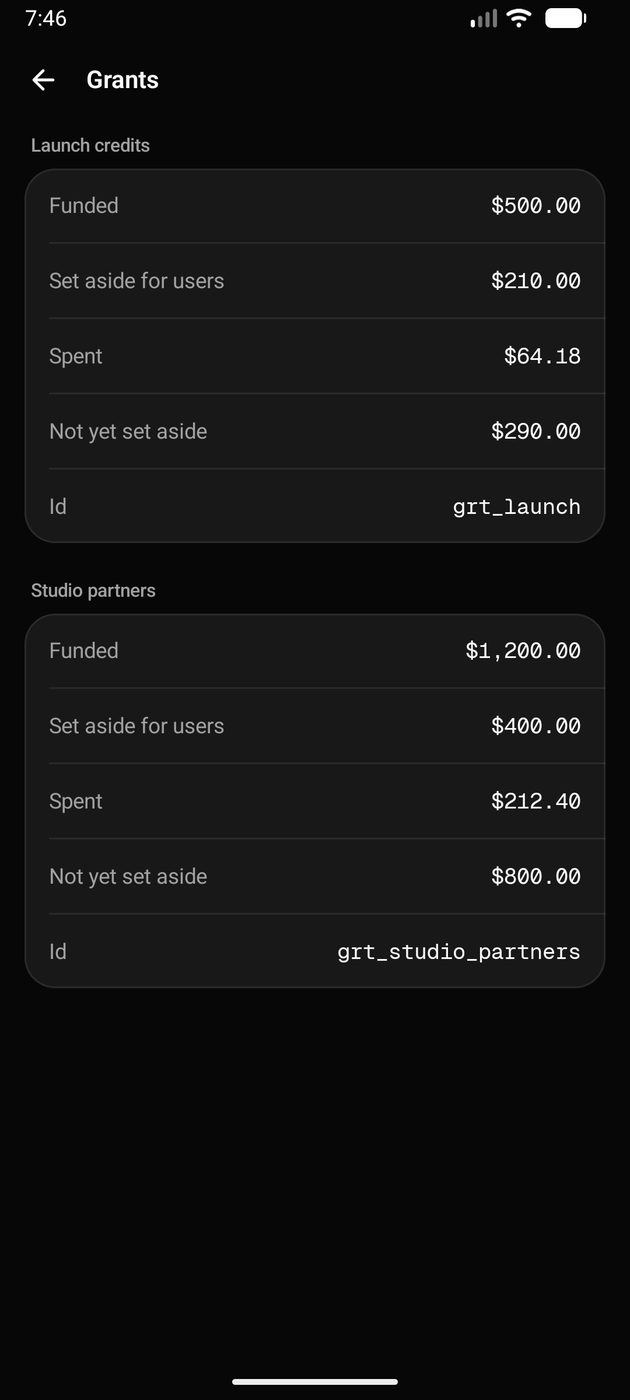 7:46
Grants
Launch credits
Funded $500.00
Set aside for users $210.00
Spent $64.18
Not yet set aside $290.00
Id grt_launch
Studio partners
Funded $1,200.00
Set aside for users $400.00
Spent $212.40
Not yet set aside $800.00
Id grt_studio_partners